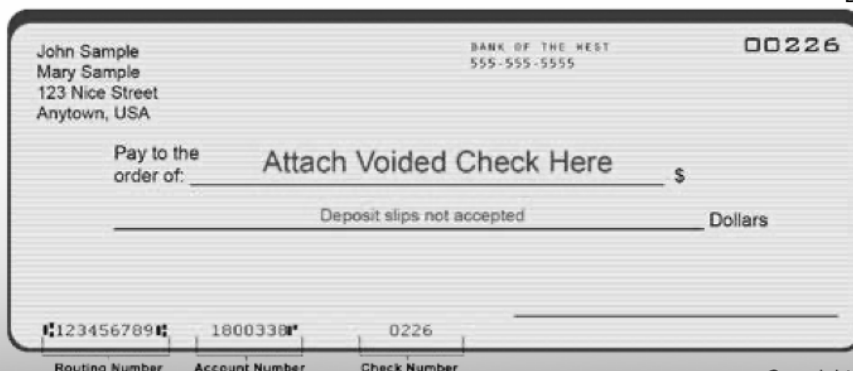 John Sample
Mary Sample
123 Nice Street
Anytown, USA
BANK OF THE WEST
555-555-5555
00226
Pay to the
order of:
Attach Voided Check Here
$
Deposit slips not accepted
Dollars
⑆123456789⑆ 1800338⑈ 0226
Routing Number Account Number Check Number